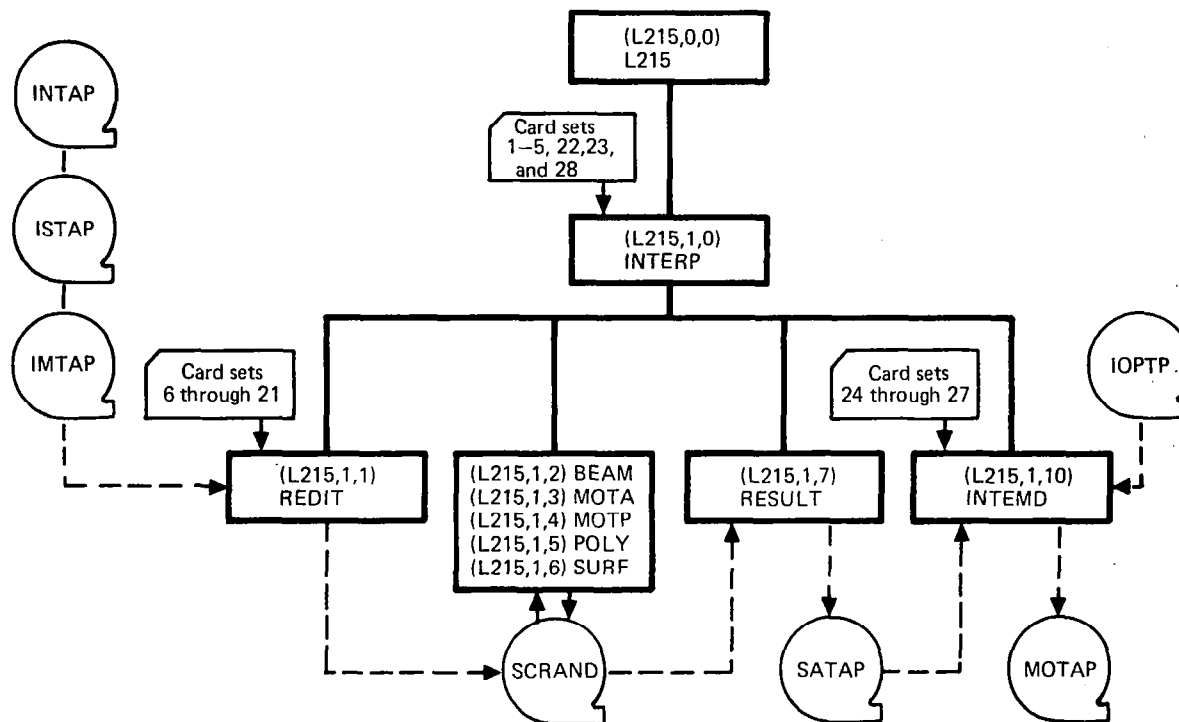 (L215,0,0)
L215
INTAP
Card sets
1–5, 22,23,
and 28
ISTAP
(L215,1,0)
INTERP
IMTAP
Card sets
6 through 21
Card sets
24 through 27
IOPTP
(L215,1,1)
REDIT
(L215,1,2) BEAM
(L215,1,3) MOTA
(L215,1,4) MOTP
(L215,1,5) POLY
(L215,1,6) SURF
(L215,1,7)
RESULT
(L215,1,10)
INTEMD
SCRAND
SATAP
MOTAP